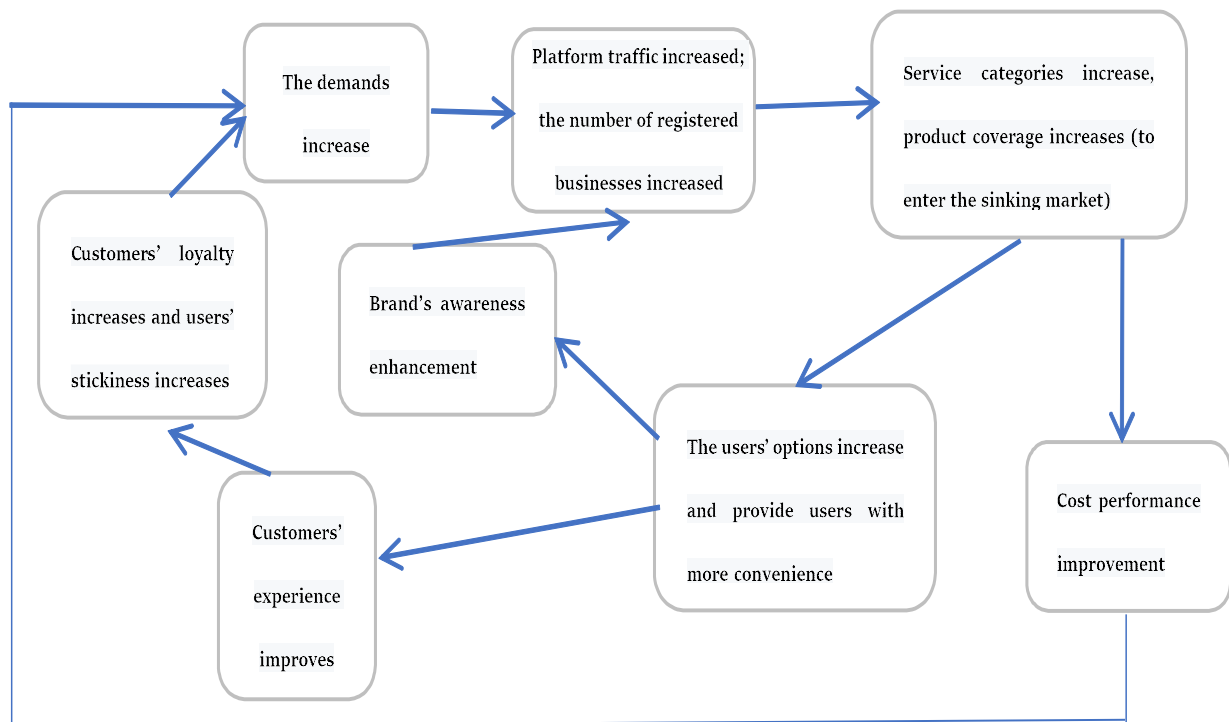 The demands
increase
Platform traffic increased;
the number of registered
businesses increased
Service categories increase,
product coverage increases (to
enter the sinking market)
Customers’ loyalty
increases and users’
stickiness increases
Brand’s awareness
enhancement
The users’ options increase
and provide users with
more convenience
Cost performance
improvement
Customers’
experience
improves